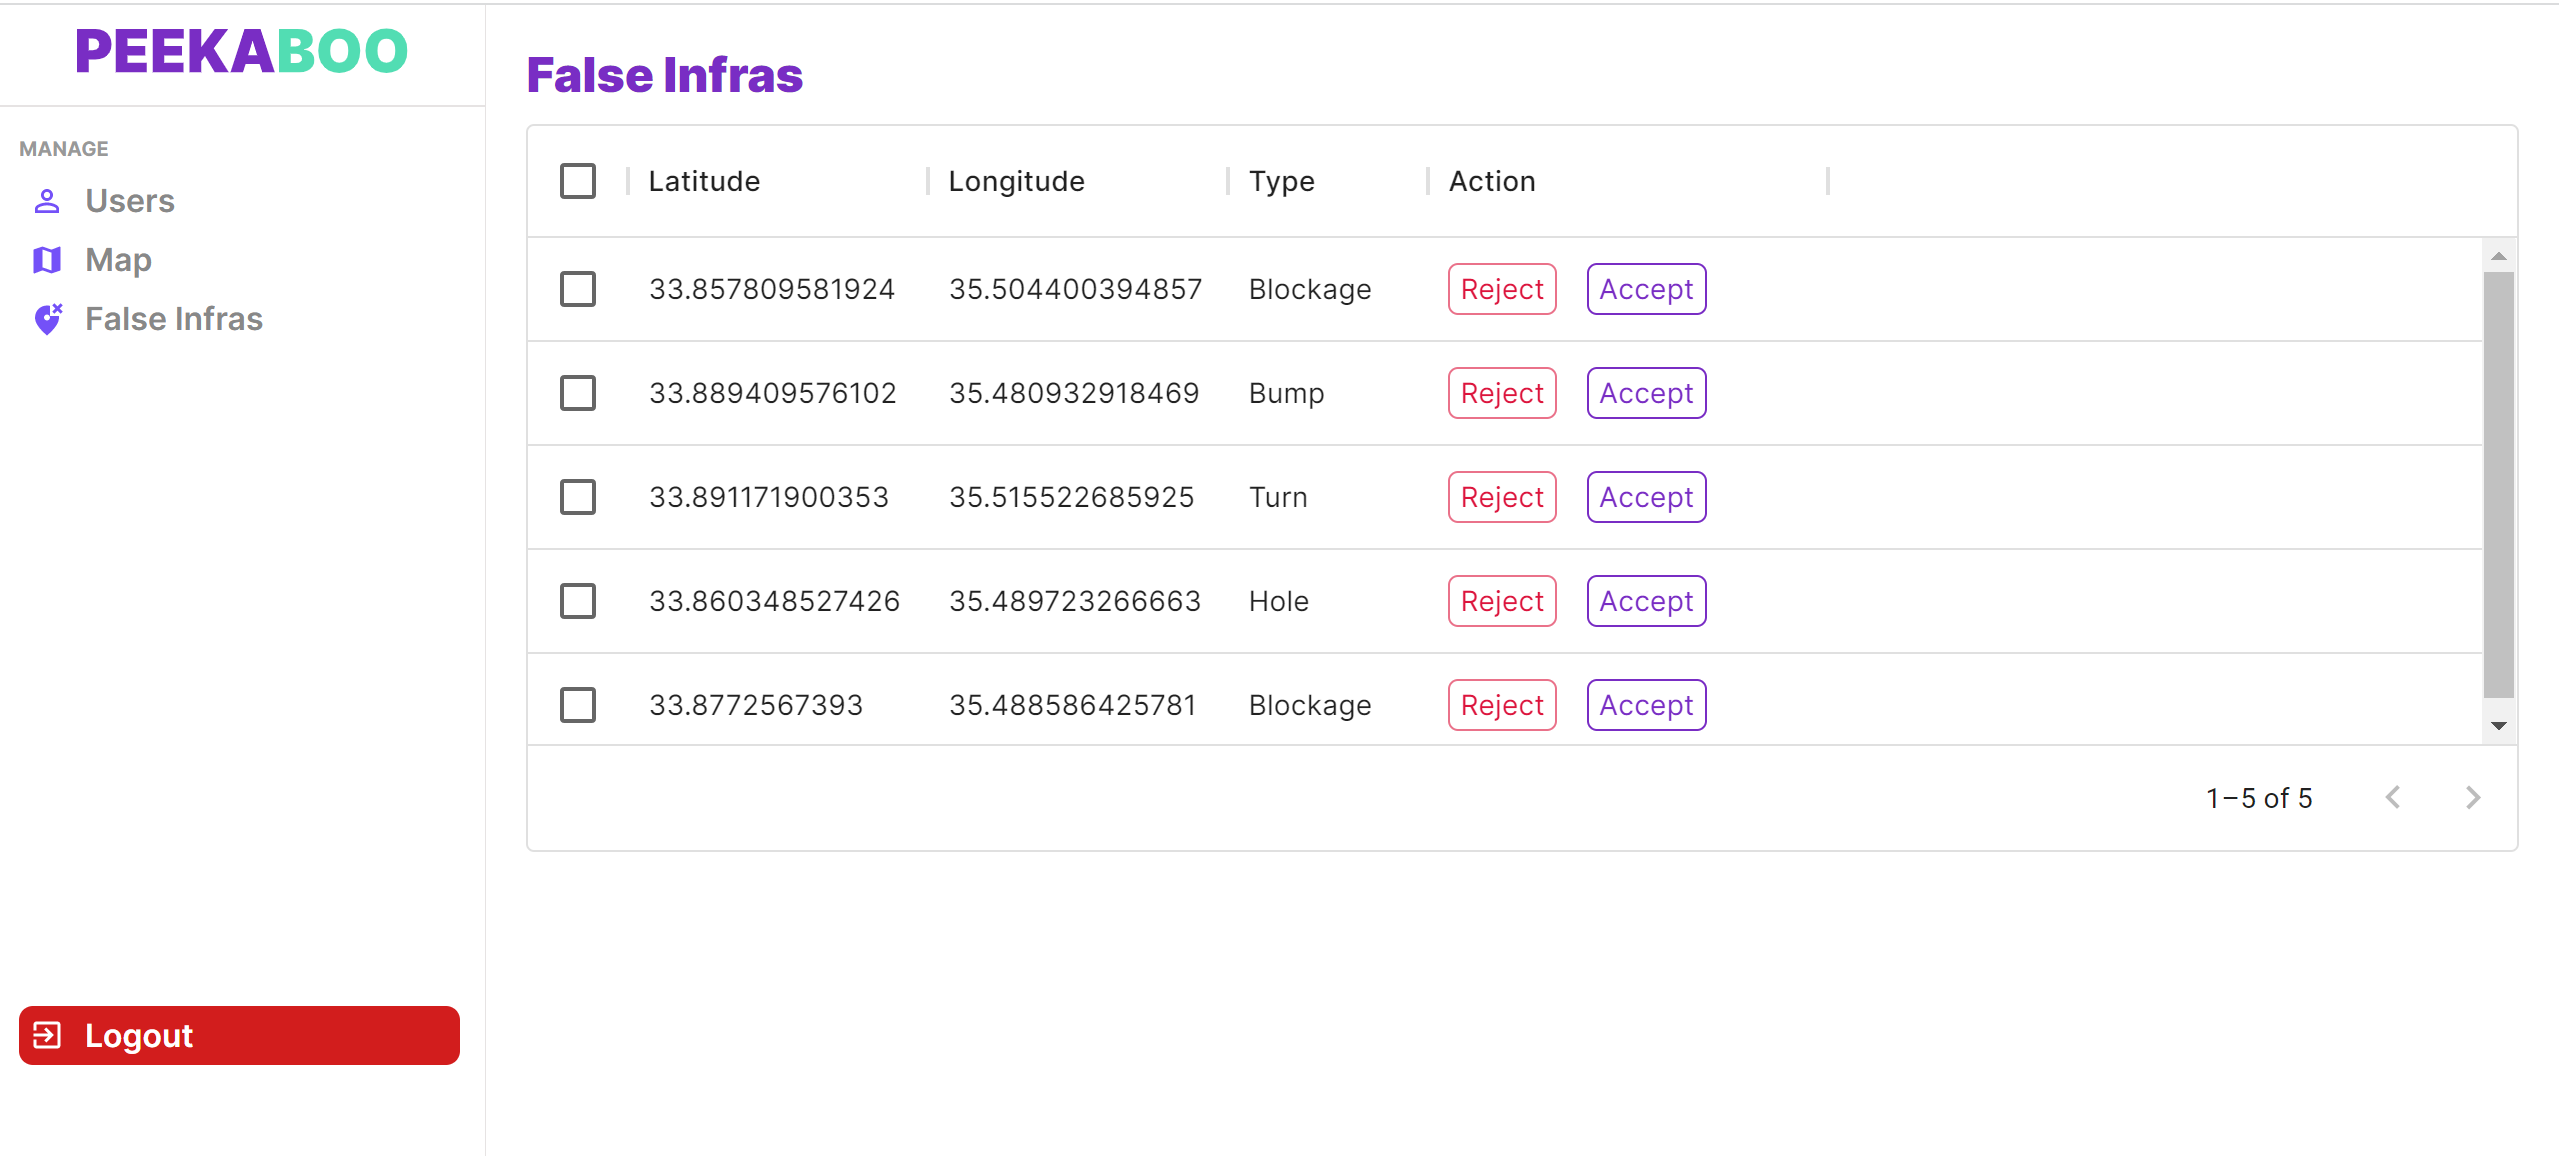 PEEKABOO
MANAGE
Users
Map
False Infras
Logout
False Infras
Latitude Longitude Type Action
33.857809581924 35.504400394857 Blockage Reject Accept
33.889409576102 35.480932918469 Bump Reject Accept
33.891171900353 35.515522685925 Turn Reject Accept
33.860348527426 35.489723266663 Hole Reject Accept
33.8772567393 35.488586425781 Blockage Reject Accept
1–5 of 5